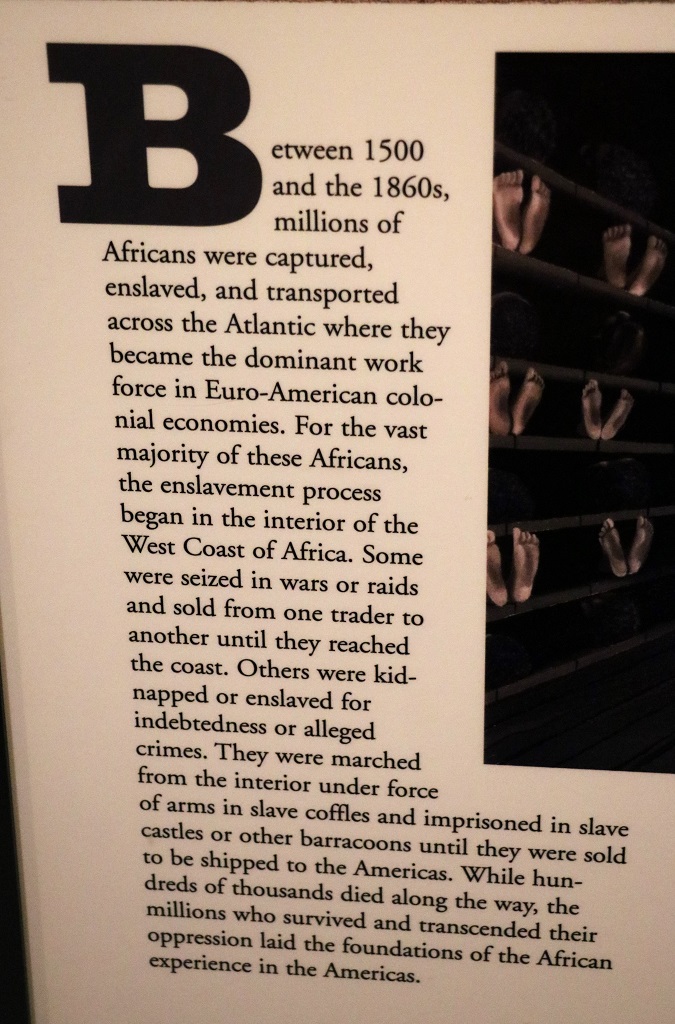 Between 1500
and the 1860s,
millions of
Africans were captured,
enslaved, and transported
across the Atlantic where they
became the dominant work
force in Euro-American colo-
nial economies. For the vast
majority of these Africans,
the enslavement process
began in the interior of the
West Coast of Africa. Some
were seized in wars or raids
and sold from one trader to
another until they reached
the coast. Others were kid-
napped or enslaved for
indebtedness or alleged
crimes. They were marched
from the interior under force
of arms in slave coffles and imprisoned in slave
castles or other barracoons until they were sold
to be shipped to the Americas. While hun-
dreds of thousands died along the way, the
millions who survived and transcended their
oppression laid the foundations of the African
experience in the Americas.